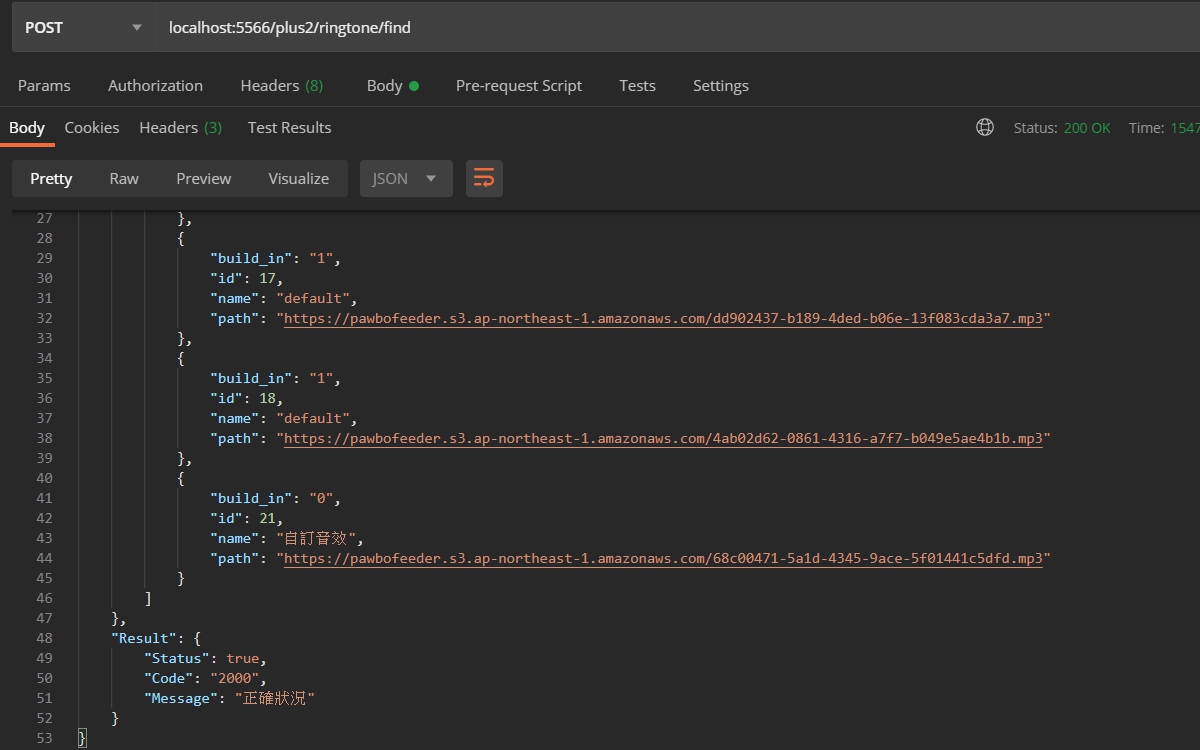 POST localhost:5566/plus2/ringtone/find
Params Authorization Headers (8) Body Pre-request Script Tests Settings
Body Cookies Headers (3) Test Results Status: 200 OK Time: 1547
Pretty Raw Preview Visualize JSON
27 },
28 {
29 "build_in": "1",
30 "id": 17,
31 "name": "default",
32 "path": "https://pawbofeeder.s3.ap-northeast-1.amazonaws.com/dd902437-b189-4ded-b06e-13f083cda3a7.mp3"
33 },
34 {
35 "build_in": "1",
36 "id": 18,
37 "name": "default",
38 "path": "https://pawbofeeder.s3.ap-northeast-1.amazonaws.com/4ab02d62-0861-4316-a7f7-b049e5ae4b1b.mp3"
39 },
40 {
41 "build_in": "0",
42 "id": 21,
43 "name": "自訂音效",
44 "path": "https://pawbofeeder.s3.ap-northeast-1.amazonaws.com/68c00471-5a1d-4345-9ace-5f01441c5dfd.mp3"
45 }
46 ]
47 },
48 "Result": {
49 "Status": true,
50 "Code": "2000",
51 "Message": "正確狀況"
52 }
53 }